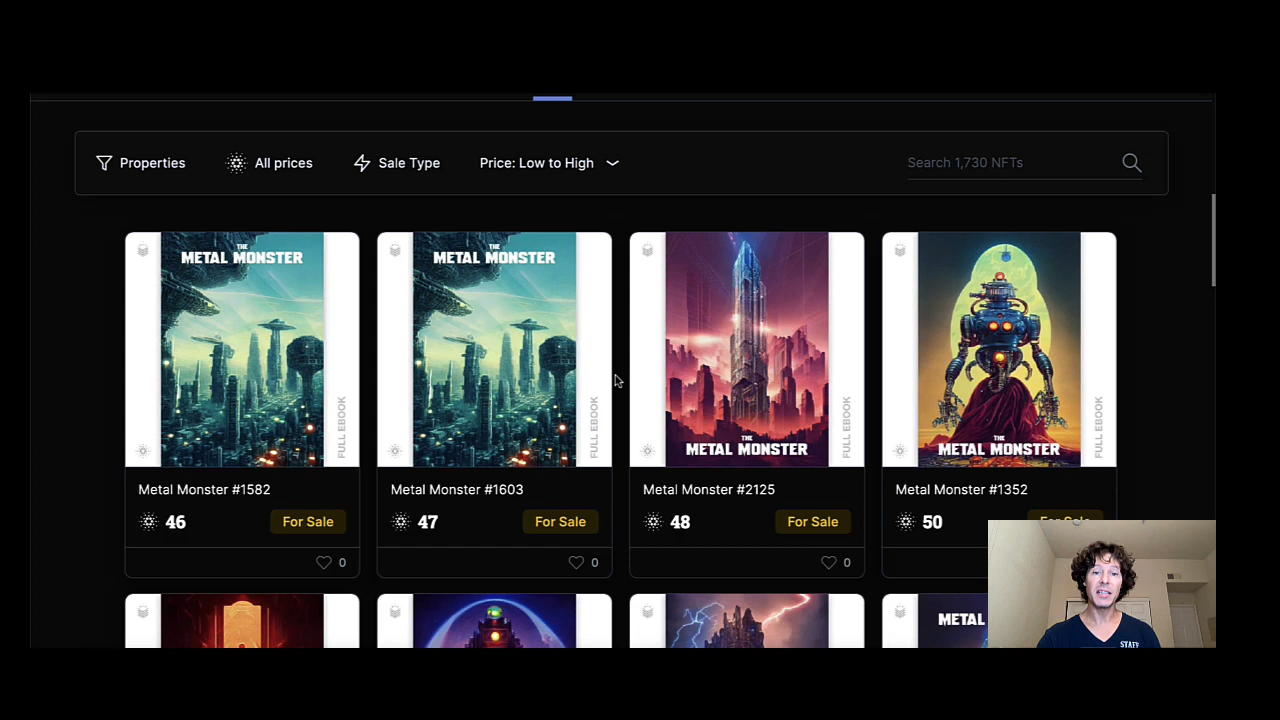 Properties
All prices
Sale Type
Price: Low to High
Search 1,730 NFTs
THE
METAL MONSTER
FULL EBOOK
Metal Monster #1582
46
For Sale
0
THE
METAL MONSTER
FULL EBOOK
Metal Monster #1603
47
For Sale
0
THE
METAL MONSTER
FULL EBOOK
Metal Monster #2125
48
For Sale
0
THE
METAL MONSTER
FULL EBOOK
Metal Monster #1352
50
For Sale
METAL
STAFF